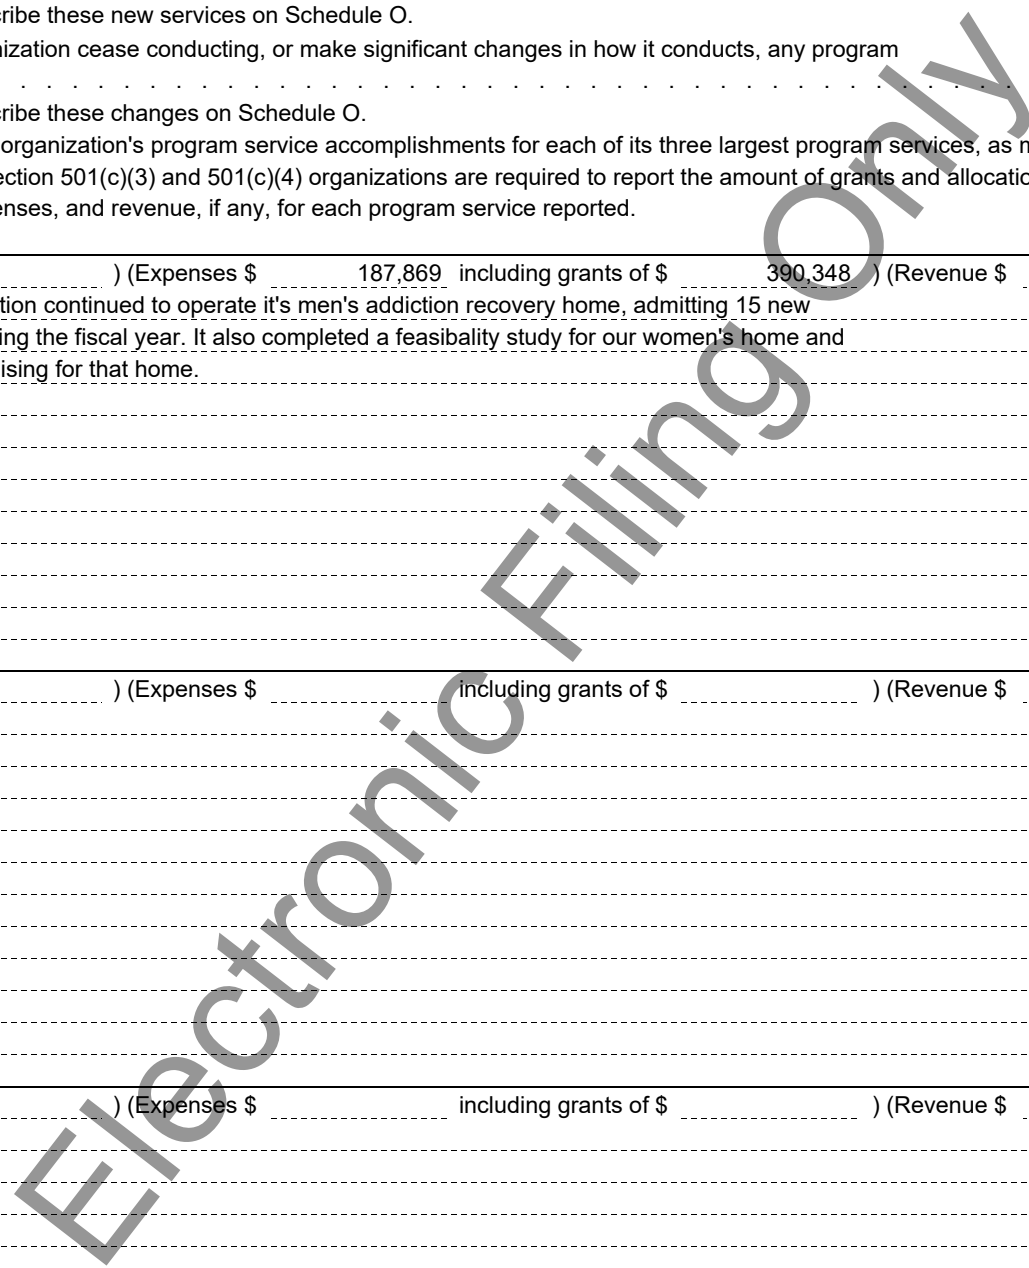 cribe these new services on Schedule O.
nization cease conducting, or make significant changes in how it conducts, any program
. . . . . . . . . . . . . . . . . . . . . . . . . . . . . . . . . . . . . . .
cribe these changes on Schedule O.
organization's program service accomplishments for each of its three largest program services, as m
ection 501(c)(3) and 501(c)(4) organizations are required to report the amount of grants and allocatio
enses, and revenue, if any, for each program service reported.
) (Expenses $ 187,869 including grants of $ 390,348 ) (Revenue $
tion continued to operate it's men's addiction recovery home, admitting 15 new
ing the fiscal year. It also completed a feasibality study for our women's home and
ising for that home.
) (Expenses $ including grants of $ ) (Revenue $
) (Expenses $ including grants of $ ) (Revenue $
Electronic Filing Only